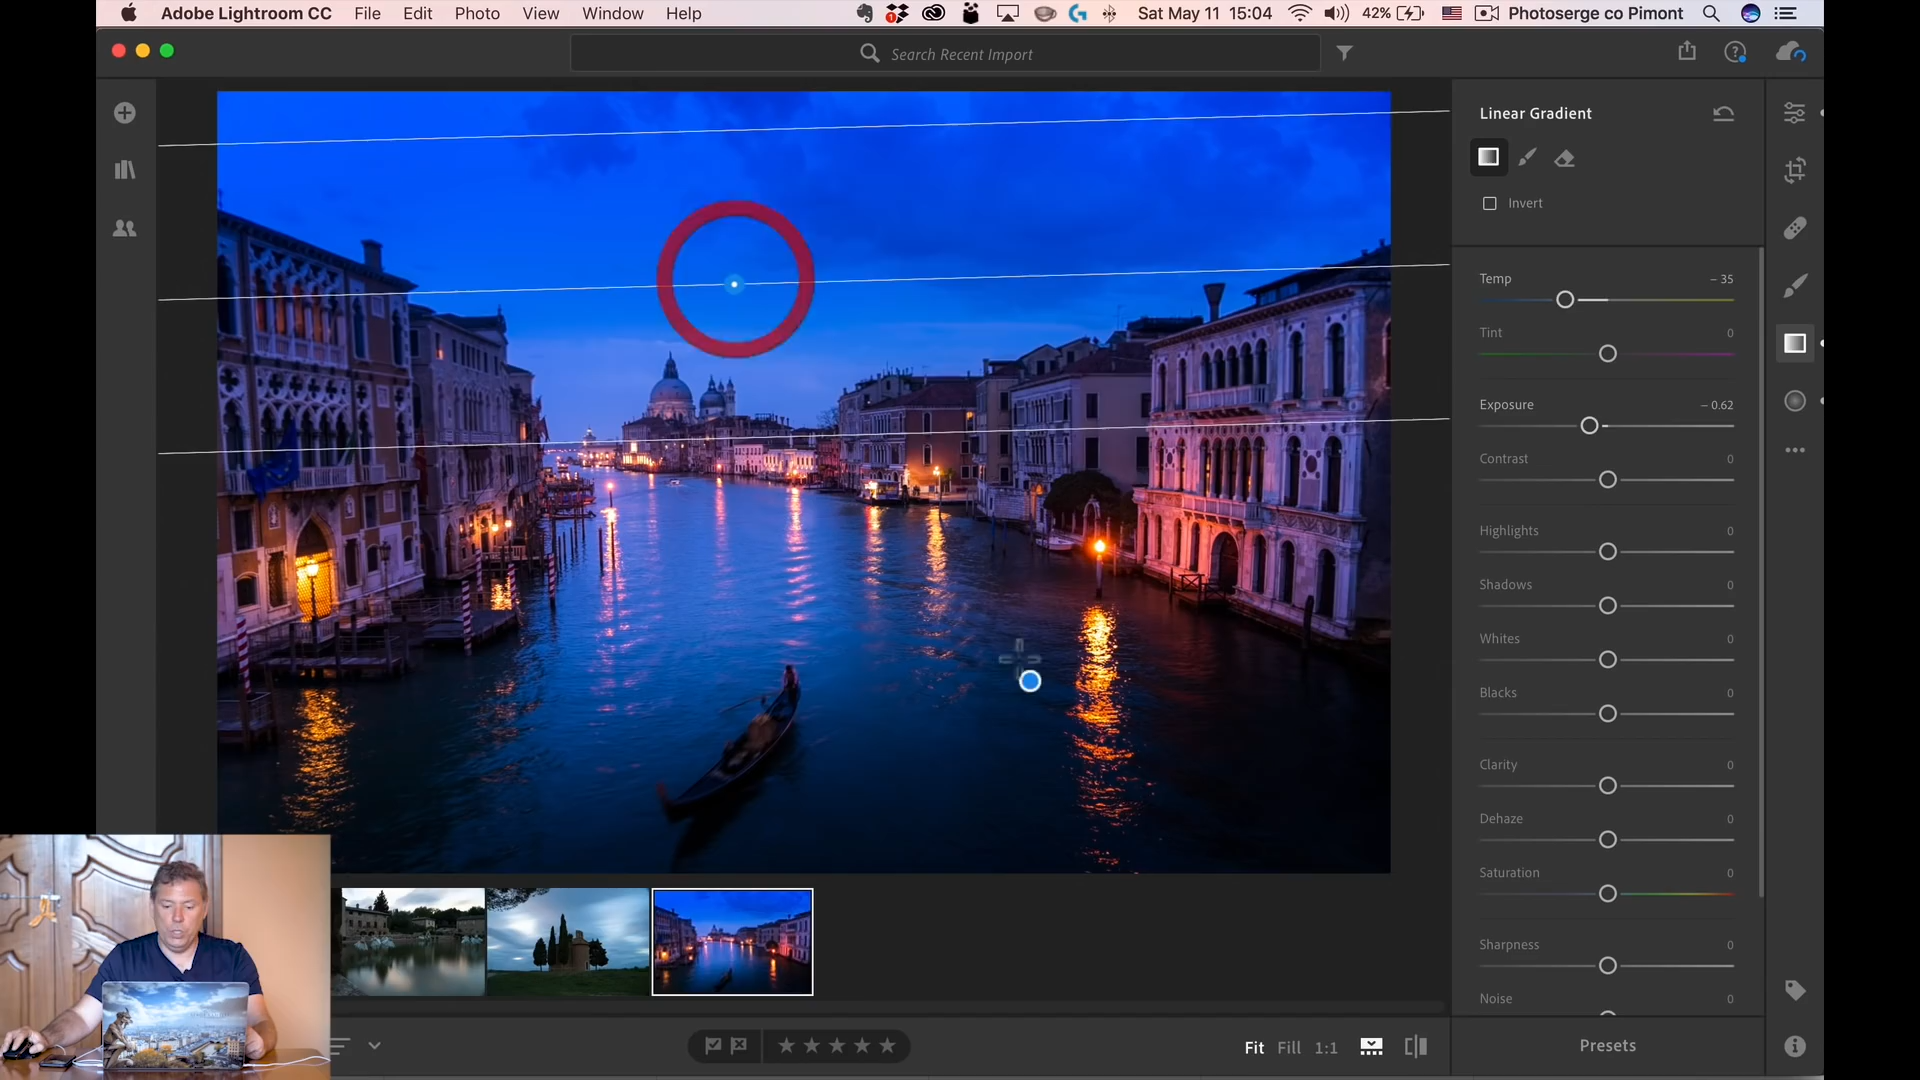 Adobe Lightroom CC File Edit Photo View Window Help Sat May 11 15:04 42% Photoserge co Pimont
Search Recent Import
Linear Gradient
Invert
Temp - 35
Tint 0
Exposure - 0.62
Contrast 0
Highlights 0
Shadows 0
Whites 0
Blacks 0
Clarity 0
Dehaze 0
Saturation 0
Sharpness 0
Noise 0
Fit Fill 1:1
Presets